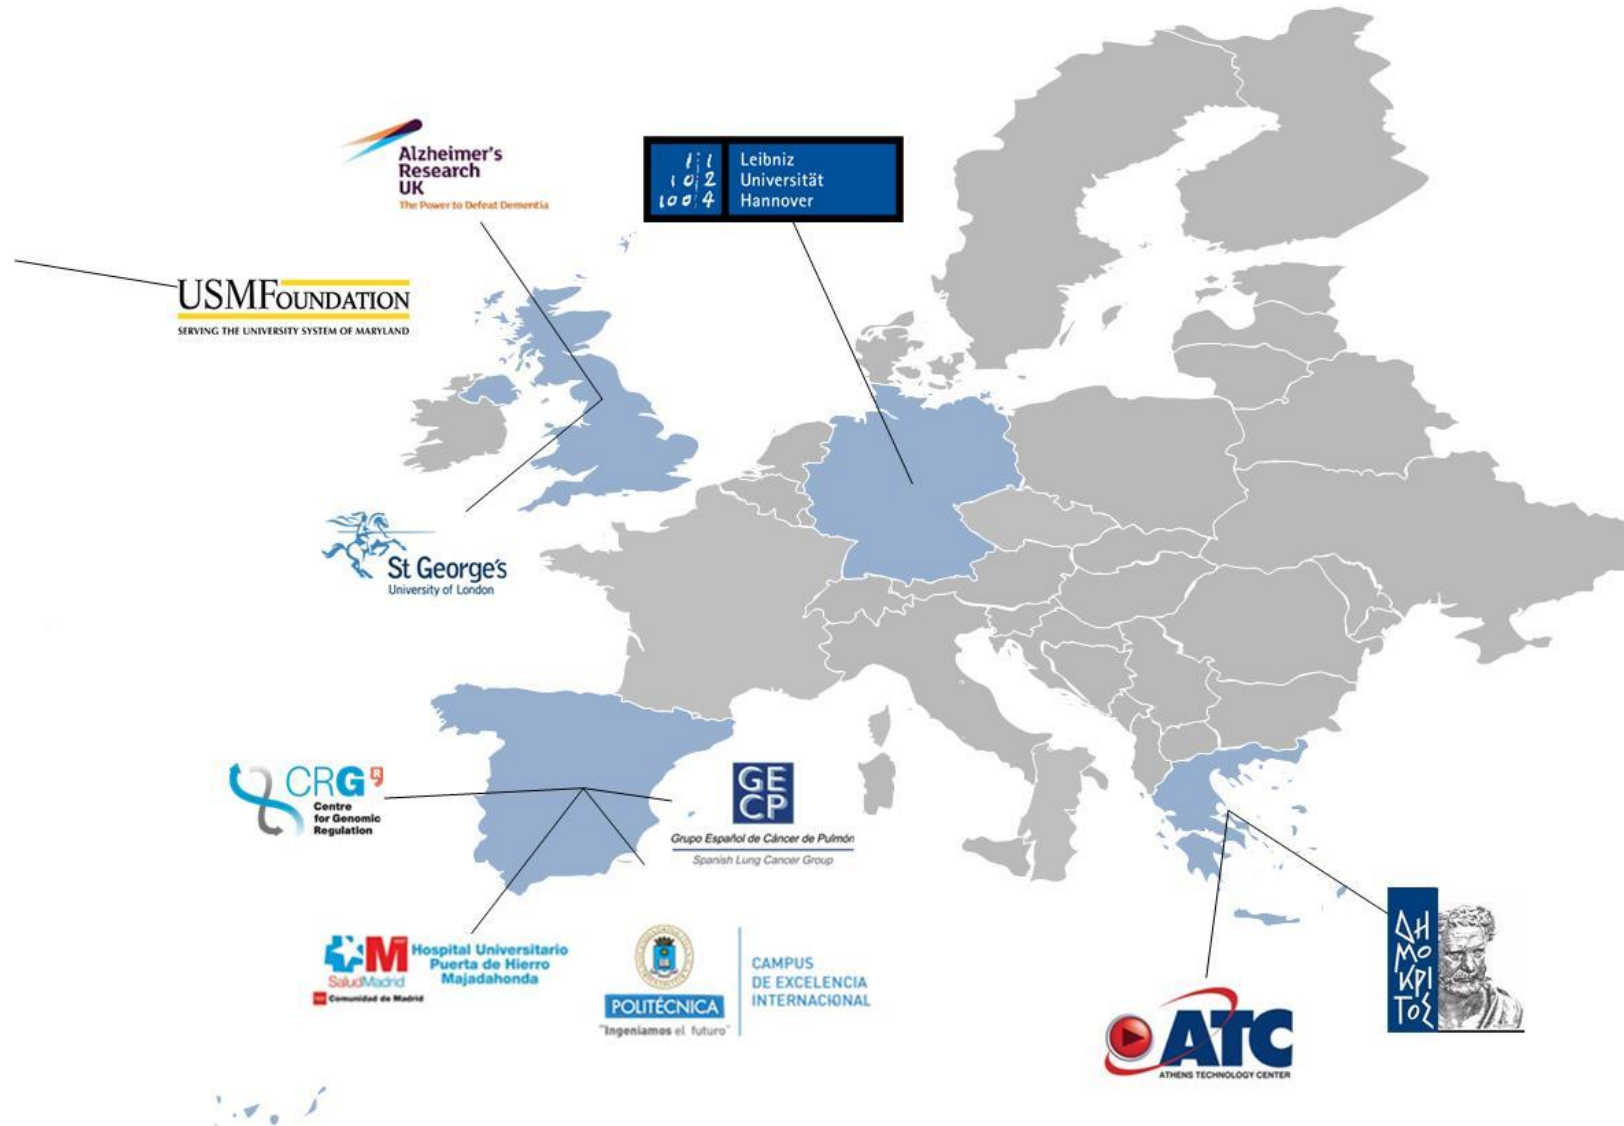 Alzheimer's
Research
UK
The Power to Defeat Dementia
1 1
1 0 2
1 0 0 4
Leibniz
Universität
Hannover
USMFOUNDATION
SERVING THE UNIVERSITY SYSTEM OF MARYLAND
St George's
University of London
CRG
R
Centre
for Genomic
Regulation
GE
CP
Grupo Español de Cáncer de Pulmón
Spanish Lung Cancer Group
M
SaludMadrid
Comunidad de Madrid
Hospital Universitario
Puerta de Hierro
Majadahonda
POLITÉCNICA
"Ingeniamos el futuro"
CAMPUS
DE EXCELENCIA
INTERNACIONAL
ATC
ATHENS TECHNOLOGY CENTER
ΔΗ
ΜΟ
ΚΡΙ
ΤΟΣ